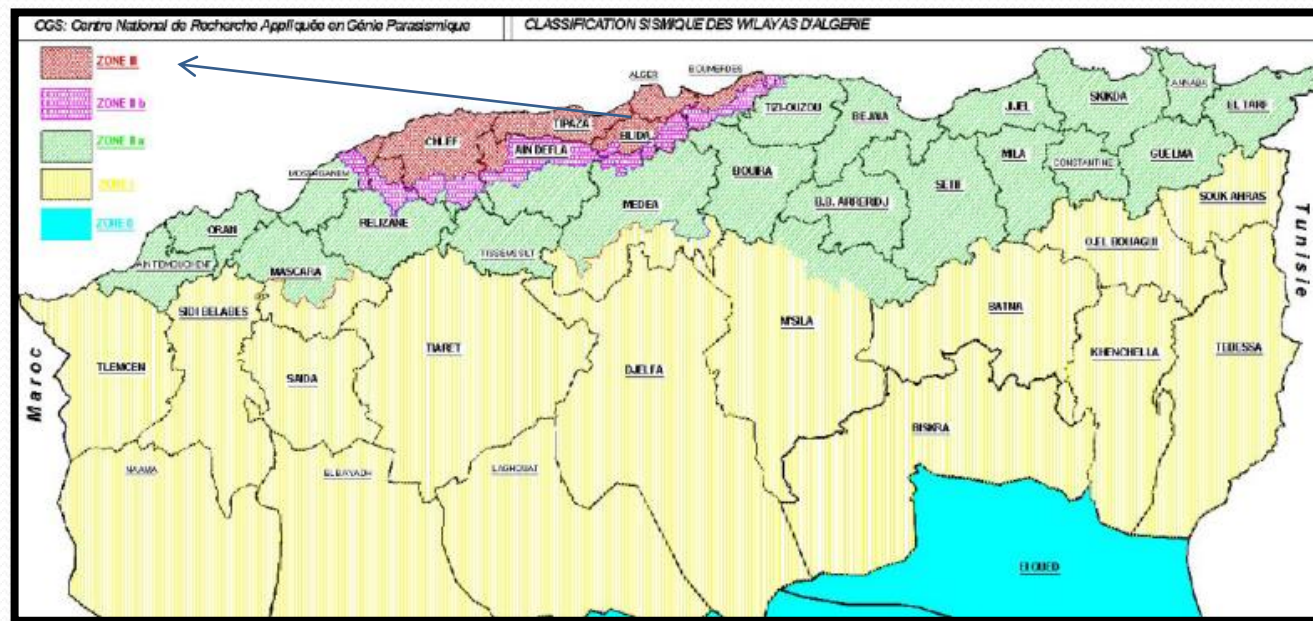 CGS: Centre National de Recherche Appliquée en Génie Parasismique
CLASSIFICATION SISMIQUE DES WILAYAS D'ALGERIE
ZONE III
ZONE II b
ZONE II a
ZONE I
ZONE 0
ALGER
BOUMERDES
TIPAZA
BLIDA
CHLEF
AIN DEFLA
TIZI-OUZOU
BEJAIA
JIJEL
SKIKDA
ANNABA
EL TARF
MOSTAGANEM
BOUIRA
SETIF
MILA
CONSTANTINE
GUELMA
ORAN
RELIZANE
MEDEA
B.B. ARRERIDJ
SOUK AHRAS
AIN TEMOUCHENT
MASCARA
TISSEMSILT
O.EL BOUAGUI
SIDI BELABES
M'SILA
BATNA
TLEMCEN
SAIDA
TIARET
DJELFA
KHENCHELLA
TEBESSA
BISKRA
NAAMA
EL BAYADH
LAGHOUAT
El OUED
Maroc
Tunisie